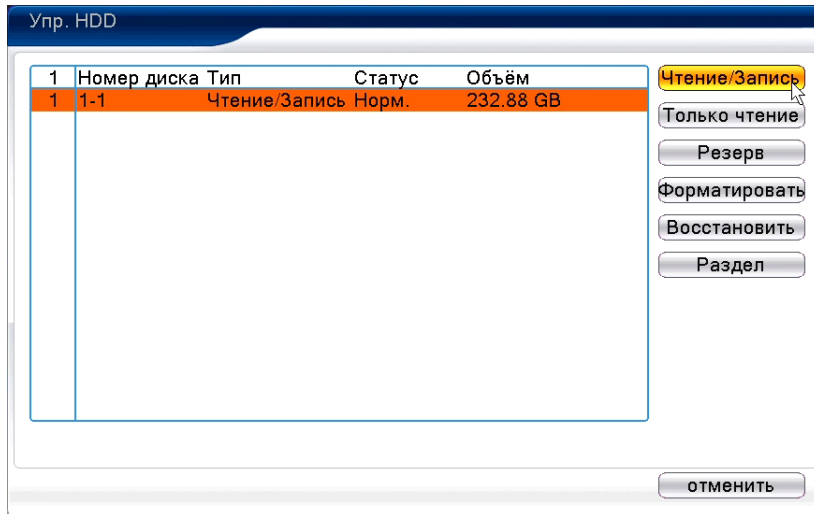 Упр. HDD
1 Номер диска Тип Статус Объём
1 1-1 Чтение/Запись Норм. 232.88 GB
Чтение/Запись
Только чтение
Резерв
Форматировать
Восстановить
Раздел
отменить